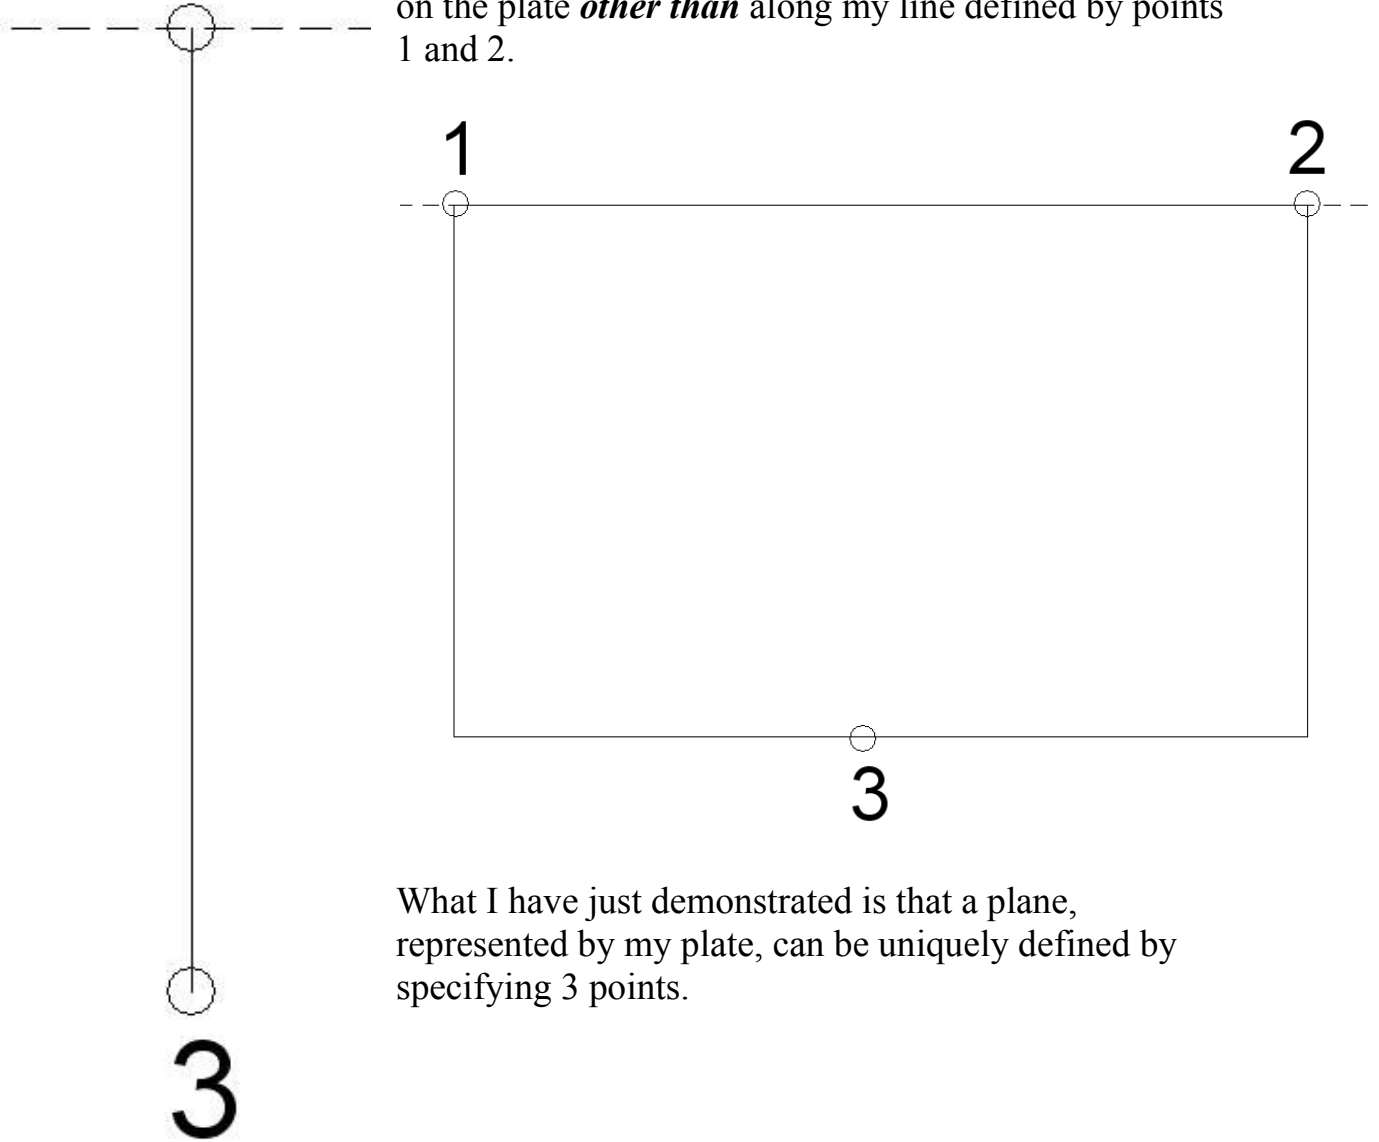 on the plate other than along my line defined by points
1 and 2.
1
2
3
What I have just demonstrated is that a plane,
represented by my plate, can be uniquely defined by
specifying 3 points.
3